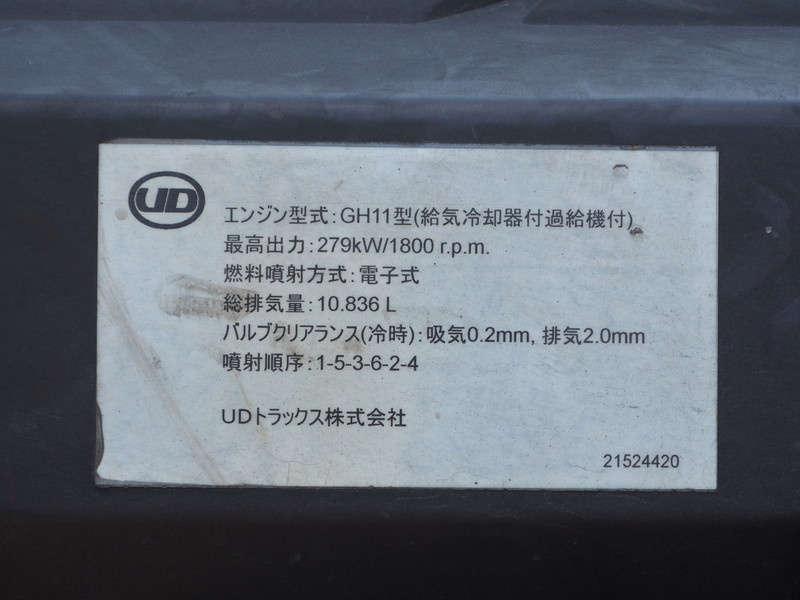 UD
エンジン型式：GH11型(給気冷却器付過給機付)
最高出力：279kW/1800 r.p.m.
燃料噴射方式：電子式
総排気量：10.836 L
バルブクリアランス(冷時)：吸気0.2mm, 排気2.0mm
噴射順序：1-5-3-6-2-4
UDトラックス株式会社
21524420